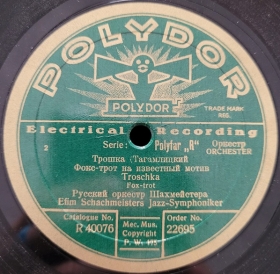 POLYDOR
POLYDOR
TRADE MARK
REG.
Electrical Recording
2
Serie: Polyfar „R“
Оркестр
ORCHESTER
Тройка (Тагамлицкий
Фокс-трот на известный мотив
Troschka
Fox-trot
Русский оркестр Шахмейстера
Efim Schachmeisters Jazz-Symphoniker
Catalogue No.
R 40076
Mec. Mus.
Copyright
Order No.
22695